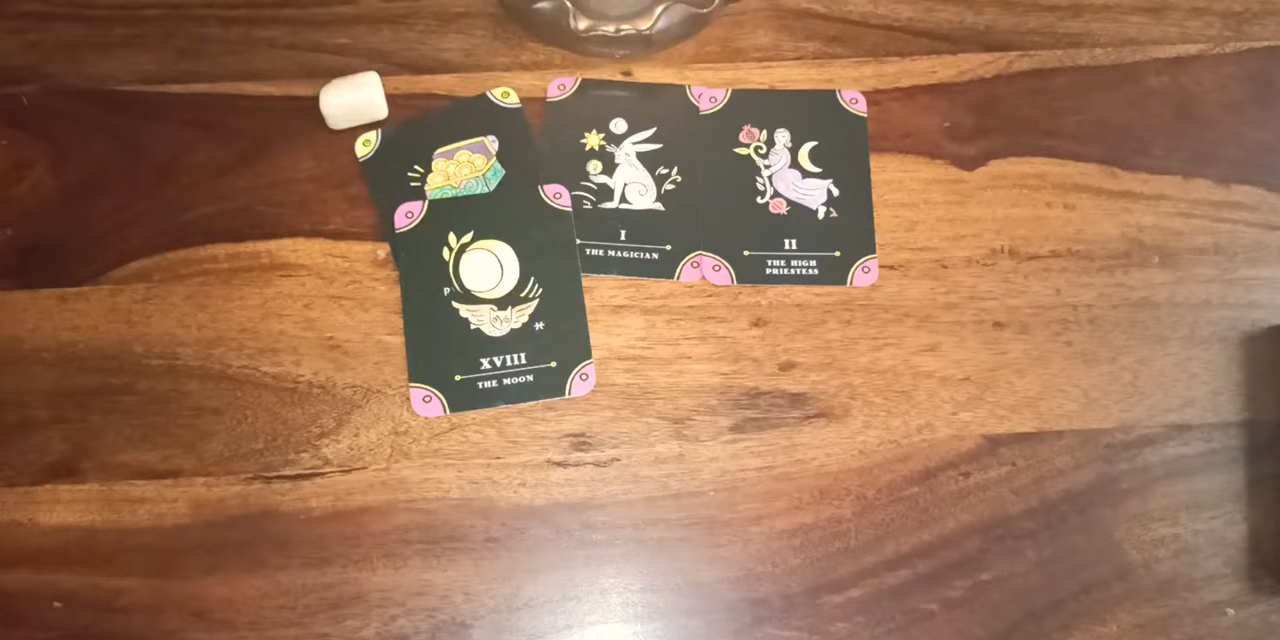 I
THE MAGICIAN
II
THE HIGH
PRIESTESS
XVIII
THE MOON